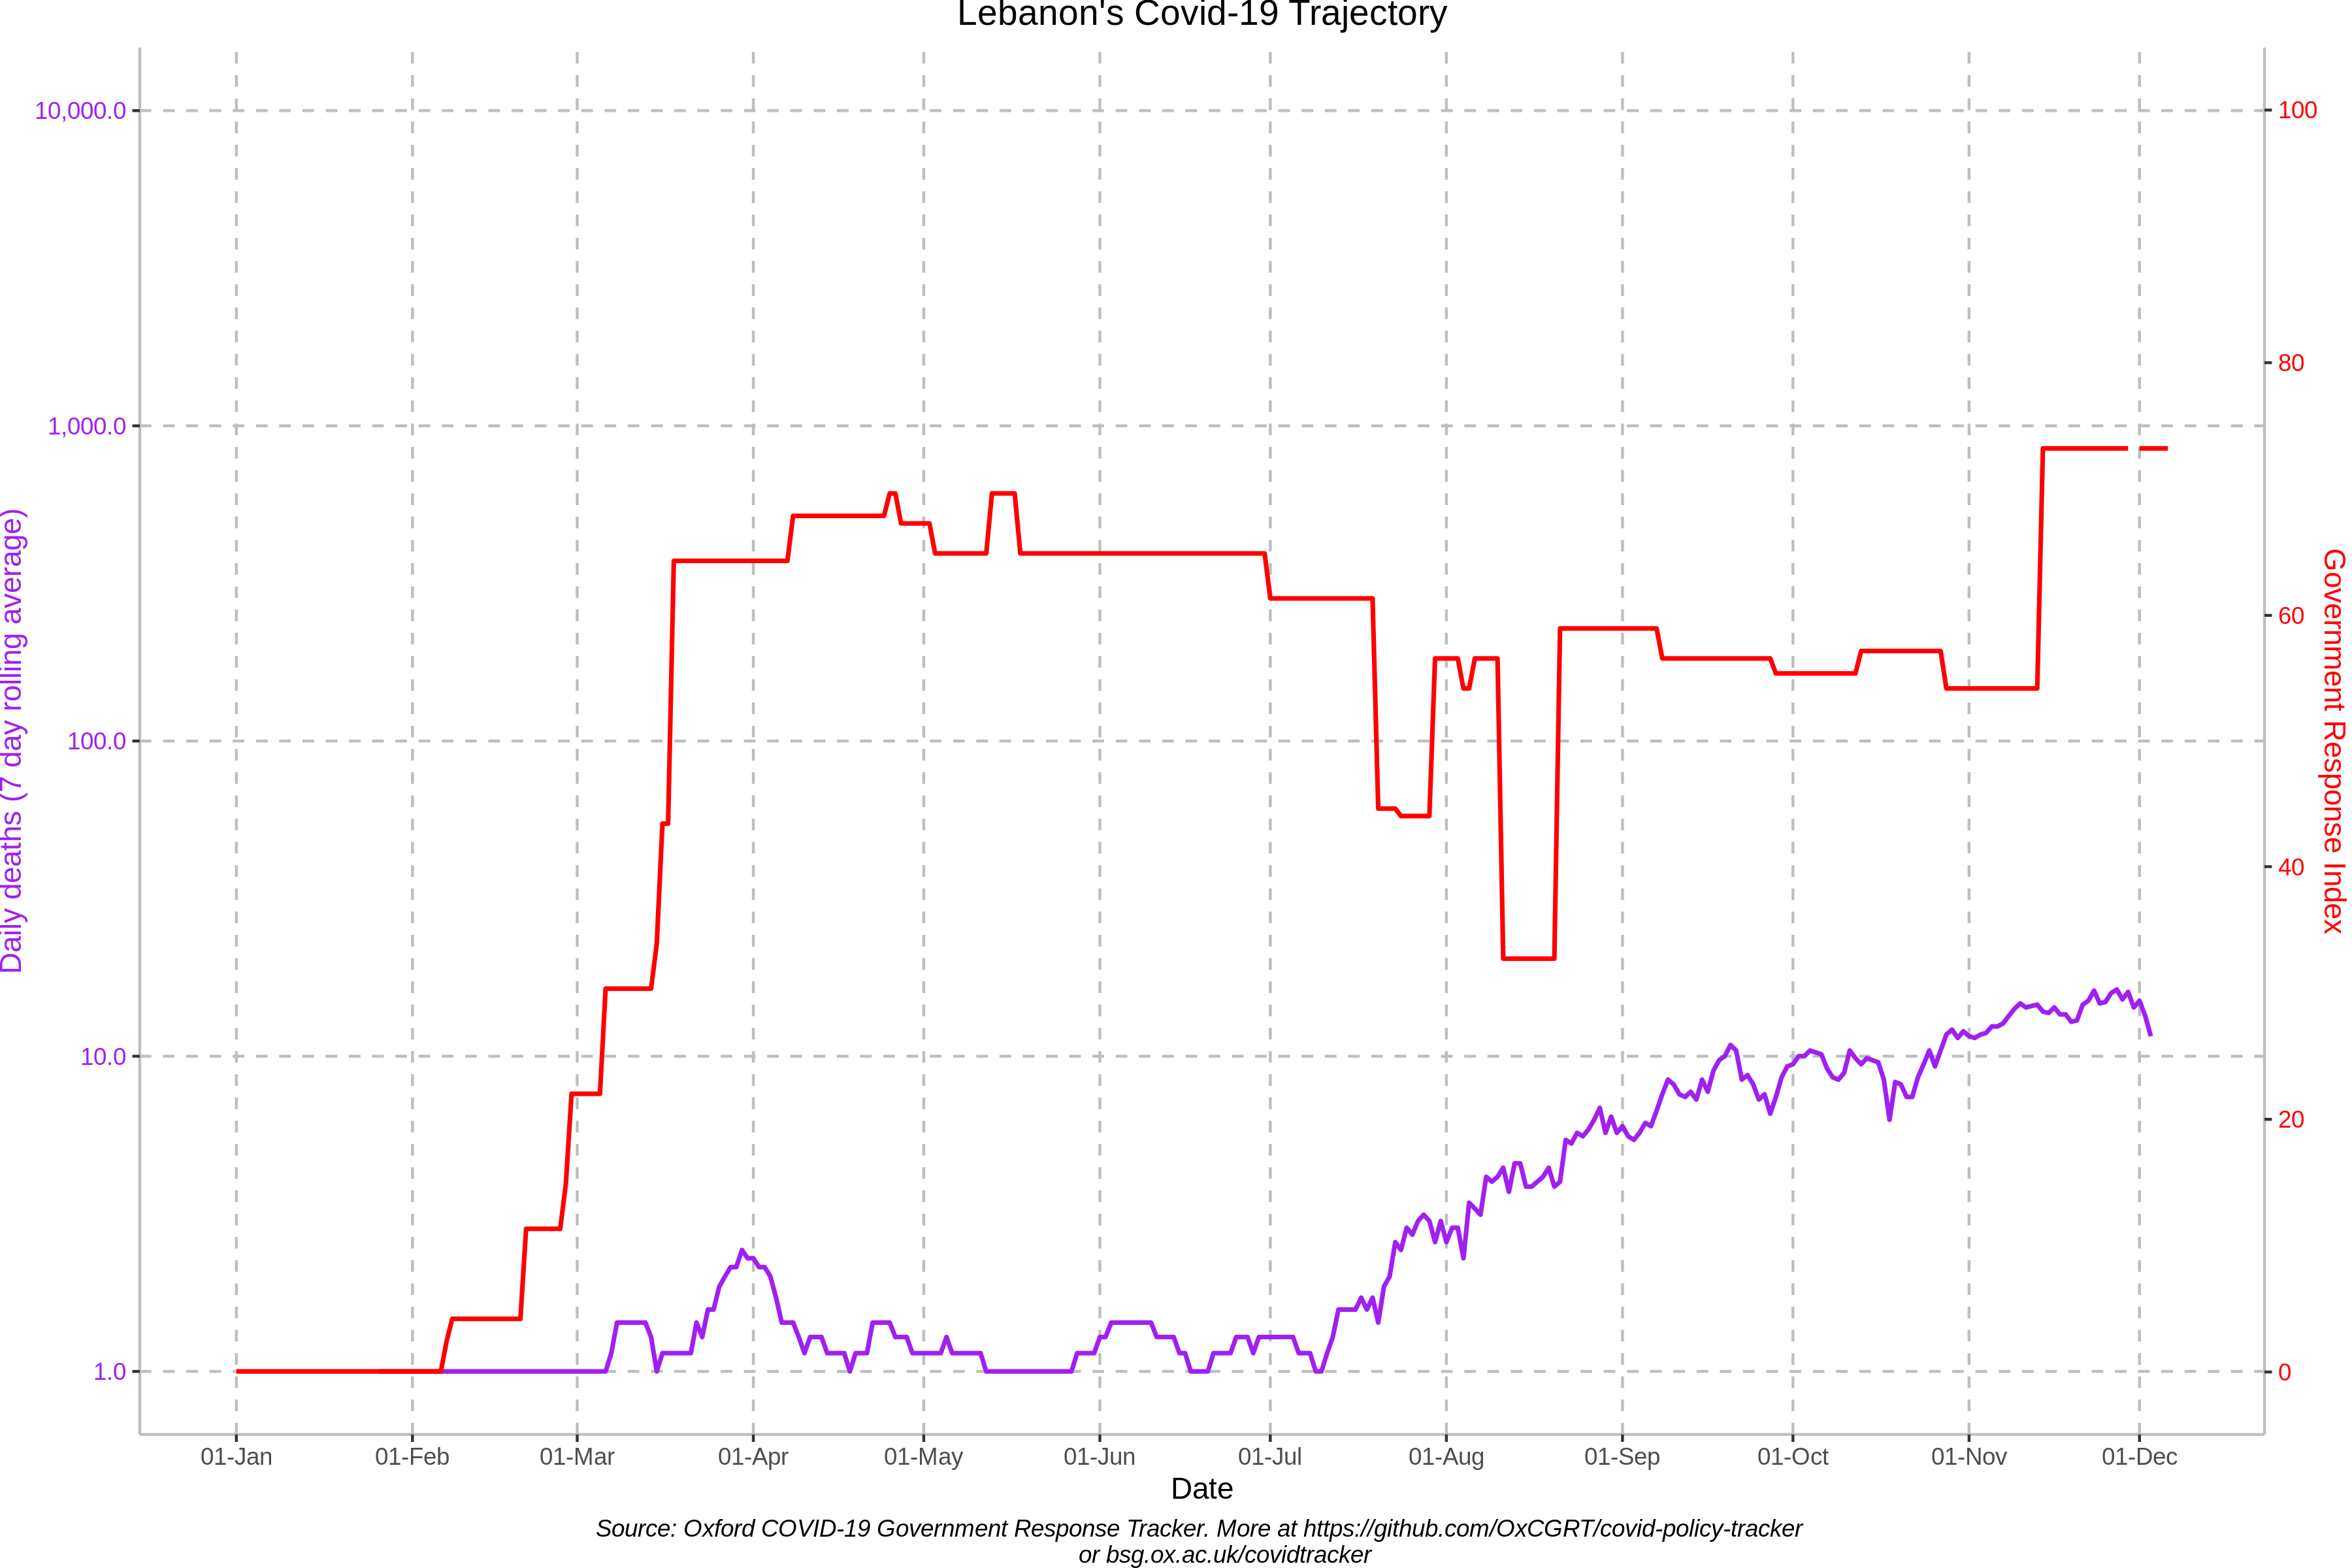 Lebanon's Covid-19 Trajectory
10,000.0
1,000.0
100.0
10.0
1.0
Daily deaths (7 day rolling average)
100
80
60
40
20
0
Government Response Index
01-Jan
01-Feb
01-Mar
01-Apr
01-May
01-Jun
01-Jul
01-Aug
01-Sep
01-Oct
01-Nov
01-Dec
Date
Source: Oxford COVID-19 Government Response Tracker. More at https://github.com/OxCGRT/covid-policy-tracker
or bsg.ox.ac.uk/covidtracker